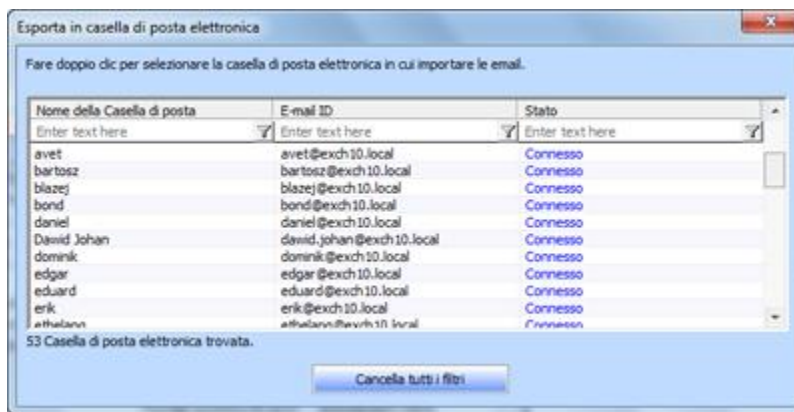 Esporta in casella di posta elettronica
Fare doppio clic per selezionare la casella di posta elettronica in cui importare le email.
Nome della Casella di posta E-mail ID Stato
Enter text here Enter text here Enter text here
avet avet@exch10.local Connesso
bartosz bartosz@exch10.local Connesso
blazej blazej@exch10.local Connesso
bond bond@exch10.local Connesso
daniel daniel@exch10.local Connesso
Dawid Johan dawid.johan@exch10.local Connesso
dominik dominik@exch10.local Connesso
edgar edgar@exch10.local Connesso
eduard eduard@exch10.local Connesso
erik erik@exch10.local Connesso
ethelang ethelang@exch10.local Connesso
53 Casella di posta elettronica trovata.
Cancella tutti i filtri